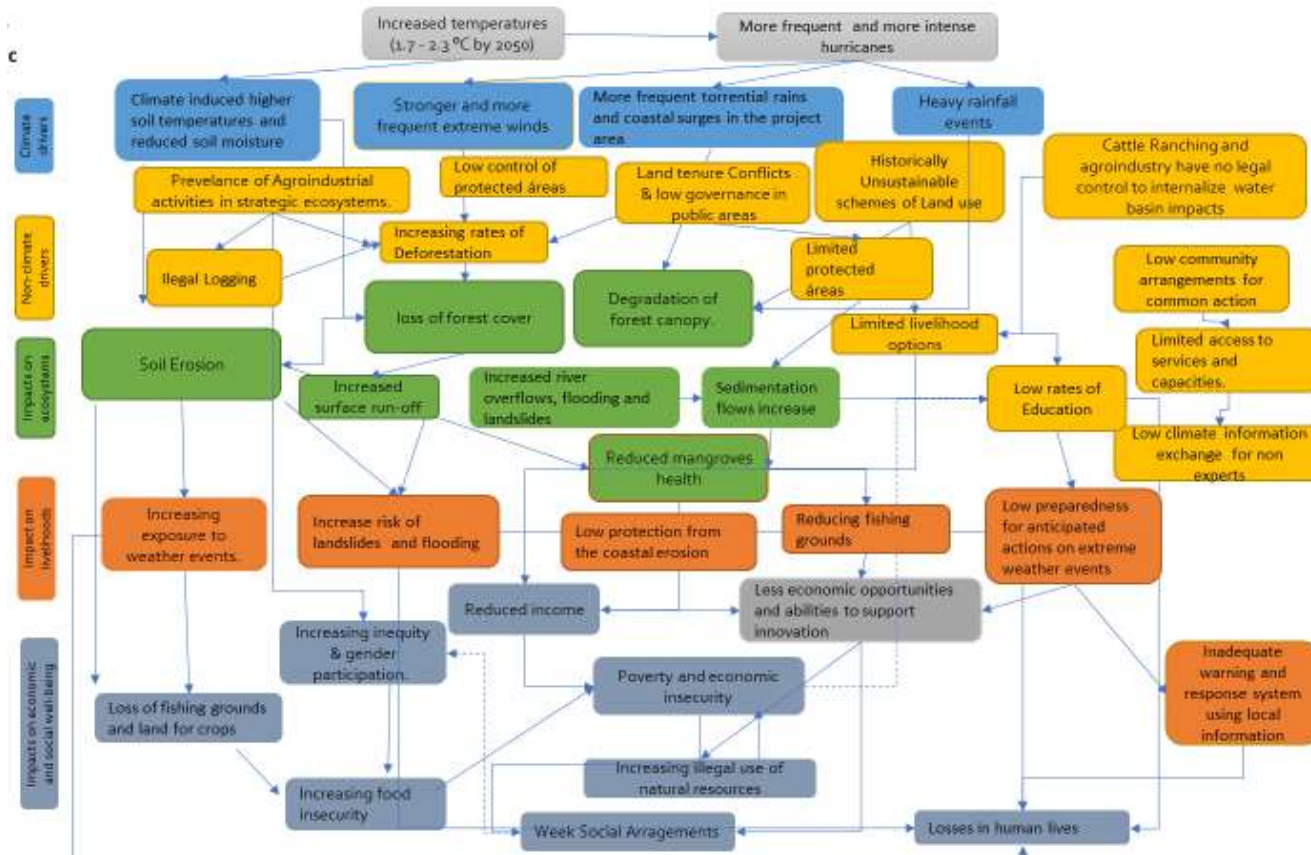 Increased temperatures
(1.7 - 2.3 ºC by 2050)
More frequent and more intense
hurricanes
c
Climate
drivers
Climate induced higher
soil temperatures and
reduced soil moisture
Stronger and more
frequent extreme winds
More frequent torrential rains
and coastal surges in the project
area
Heavy rainfall
events
Non-climate
drivers
Prevelance of Agroindustrial
activities in strategic ecosystems.
Low control of
protected áreas
Land tenure Conflicts
& low governance in
public areas
Historically
Unsustainable
schemes of Land use
Cattle Ranching and
agroindustry have no legal
control to internalize water
basin impacts
Ilegal Logging
Increasing rates of
Deforestation
Limited
protected
áreas
Low community
arrangements for
common action
Limited livelihood
options
Limited access to
services and
capacities.
Low rates of
Education
Low climate information
exchange for non
experts
Impacts on
ecosystams
loss of forest cover
Degradation of
forest canopy.
Soil Erosion
Increased
surface run-off
Increased river
overflows, flooding and
landslides
Sedimentation
flows increase
Reduced mangroves
health
Impact on
livelihoods
Increasing
exposure to
weather events.
Increase risk of
landslides and flooding
Low protection from
the coastal erosion
Reducing fishing
grounds
Low preparedness
for anticipated
actions on extreme
weather events
Inadequate
warning and
response system
using local
information
Impacts on economic
and social well-being
Reduced income
Less economic opportunities
and abilities to support
innovation
Increasing inequity
& gender
participation.
Poverty and economic
insecurity
Loss of fishing grounds
and land for crops
Increasing illegal use of
natural resources
Increasing food
insecurity
Week Social Arragements
Losses in human lives